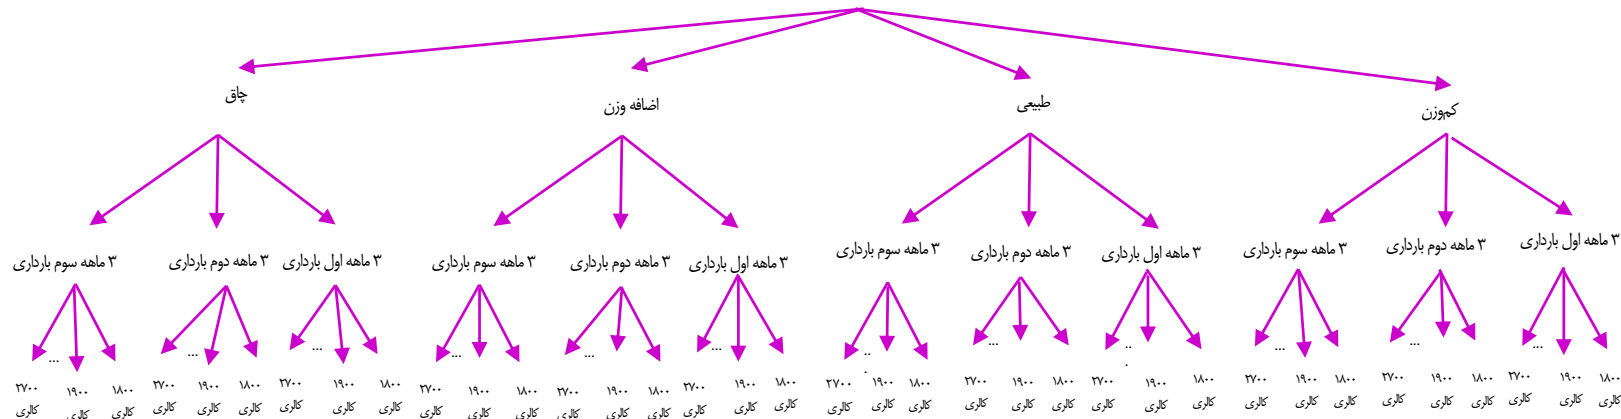 کم‌وزن
طبیعی
اضافه وزن
چاق
۳ ماهه اول بارداری
۳ ماهه دوم بارداری
۳ ماهه سوم بارداری
۳ ماهه اول بارداری
۳ ماهه دوم بارداری
۳ ماهه سوم بارداری
۳ ماهه اول بارداری
۳ ماهه دوم بارداری
۳ ماهه سوم بارداری
۳ ماهه اول بارداری
۳ ماهه دوم بارداری
۳ ماهه سوم بارداری
... ... ... ... ... ... ... ... ... ... ... ...
۱۸۰۰ ۱۹۰۰ ۲۷۰۰ ۱۸۰۰ ۱۹۰۰ ۲۷۰۰ ۱۸۰۰ ۱۹۰۰ ۲۷۰۰ ۱۸۰۰ ۱۹۰۰ ۲۷۰۰ ۱۸۰۰ ۱۹۰۰ ۲۷۰۰ ۱۸۰۰ ۱۹۰۰ ۲۷۰۰ ۱۸۰۰ ۱۹۰۰ ۲۷۰۰ ۱۸۰۰ ۱۹۰۰ ۲۷۰۰ ۱۸۰۰ ۱۹۰۰ ۲۷۰۰ ۱۸۰۰ ۱۹۰۰ ۲۷۰۰ ۱۸۰۰ ۱۹۰۰ ۲۷۰۰ ۱۸۰۰ ۱۹۰۰ ۲۷۰۰
کالری کالری کالری کالری کالری کالری کالری کالری کالری کالری کالری کالری کالری کالری کالری کالری کالری کالری کالری کالری کالری کالری کالری کالری کالری کالری کالری کالری کالری کالری کالری کالری کالری کالری کالری کالری